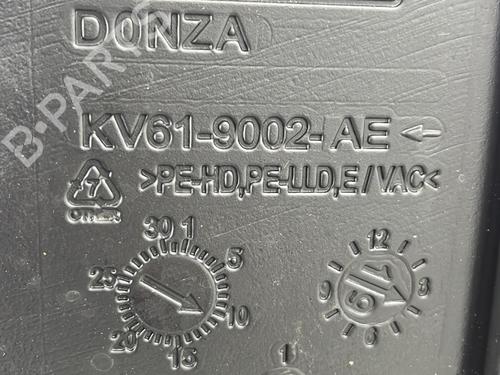 DONZA
KV61-9002-AE
>PE-HD,PE-LLD,E/VAC<
7
30 1 5 10 15 20 25
12 3 6 9
19
1
B-PARTS